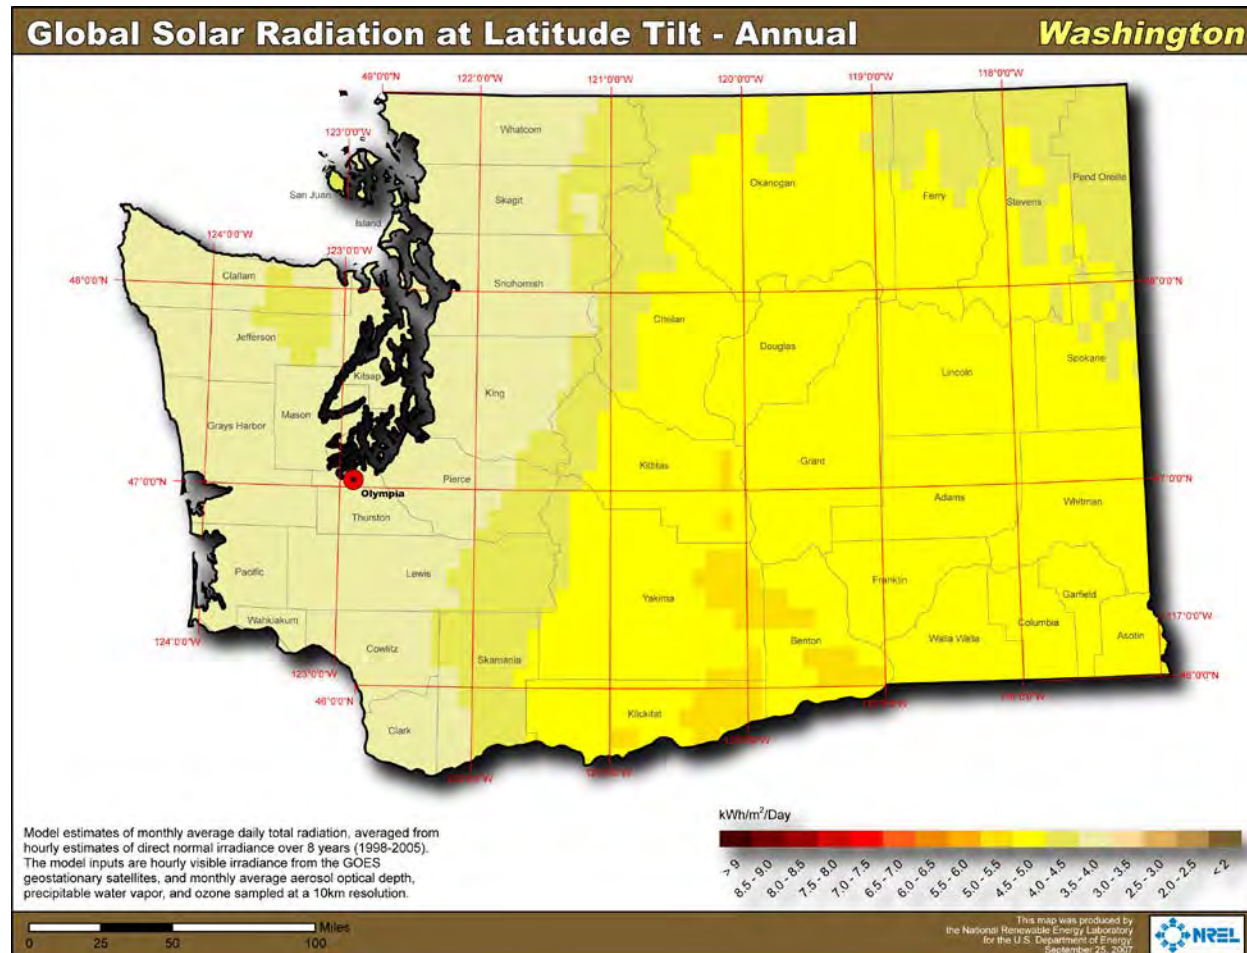 Global Solar Radiation at Latitude Tilt - Annual
Washington
49°0'0"N
122°0'0"W
121°0'0"W
120°0'0"W
119°0'0"W
118°0'0"W
123°0'0"W
Whatcom
Okanogan
Pend Oreille
San Juan
Skagit
Ferry
Stevens
Island
124°0'0"W
123°0'0"W
48°0'0"N
Clallam
Snohomish
Chelan
Jefferson
Douglas
Spokane
Kitsap
Lincoln
King
Mason
Grays Harbor
Kittitas
Grant
47°0'0"N
Pierce
Olympia
Adams
Whitman
Thurston
Pacific
Lewis
Yakima
Franklin
Garfield
117°0'0"W
Wahkiakum
Benton
Walla Walla
Columbia
Asotin
124°0'0"W
Cowlitz
Skamania
123°0'0"W
46°0'0"N
46°0'0"N
Klickitat
Clark
kWh/m²/Day
> 9
8.5 - 9.0
8.0 - 8.5
7.5 - 8.0
7.0 - 7.5
6.5 - 7.0
6.0 - 6.5
5.5 - 6.0
5.0 - 5.5
4.5 - 5.0
4.0 - 4.5
3.5 - 4.0
3.0 - 3.5
2.5 - 3.0
2.0 - 2.5
< 2
Model estimates of monthly average daily total radiation, averaged from
hourly estimates of direct normal irradiance over 8 years (1998-2005).
The model inputs are hourly visible irradiance from the GOES
geostationary satellites, and monthly average aerosol optical depth,
precipitable water vapor, and ozone sampled at a 10km resolution.
Miles
0 25 50 100
This map was produced by
the National Renewable Energy Laboratory
for the U.S. Department of Energy.
September 25, 2007
NREL